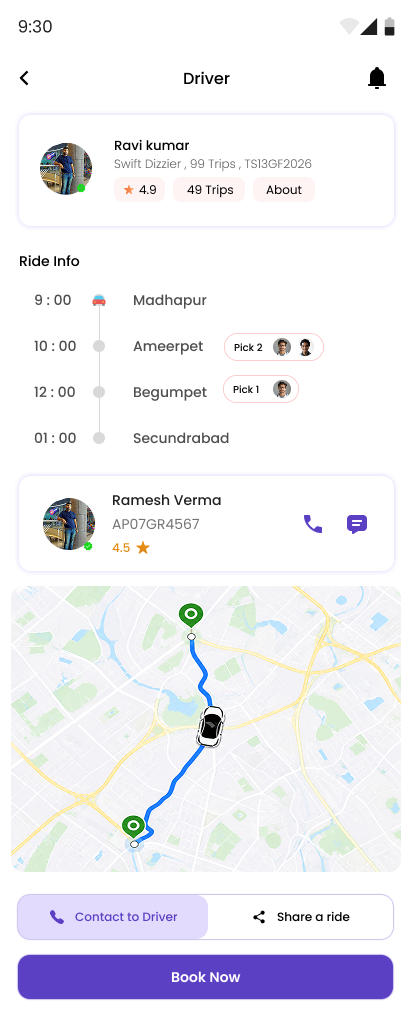 9:30
Driver
Ravi kumar
Swift Dizzier , 99 Trips , TS13GF2026
4.9 49 Trips About
Ride Info
9 : 00 Madhapur
10 : 00 Ameerpet Pick 2
12 : 00 Begumpet Pick 1
01 : 00 Secundrabad
Ramesh Verma
AP07GR4567
4.5
Contact to Driver Share a ride
Book Now